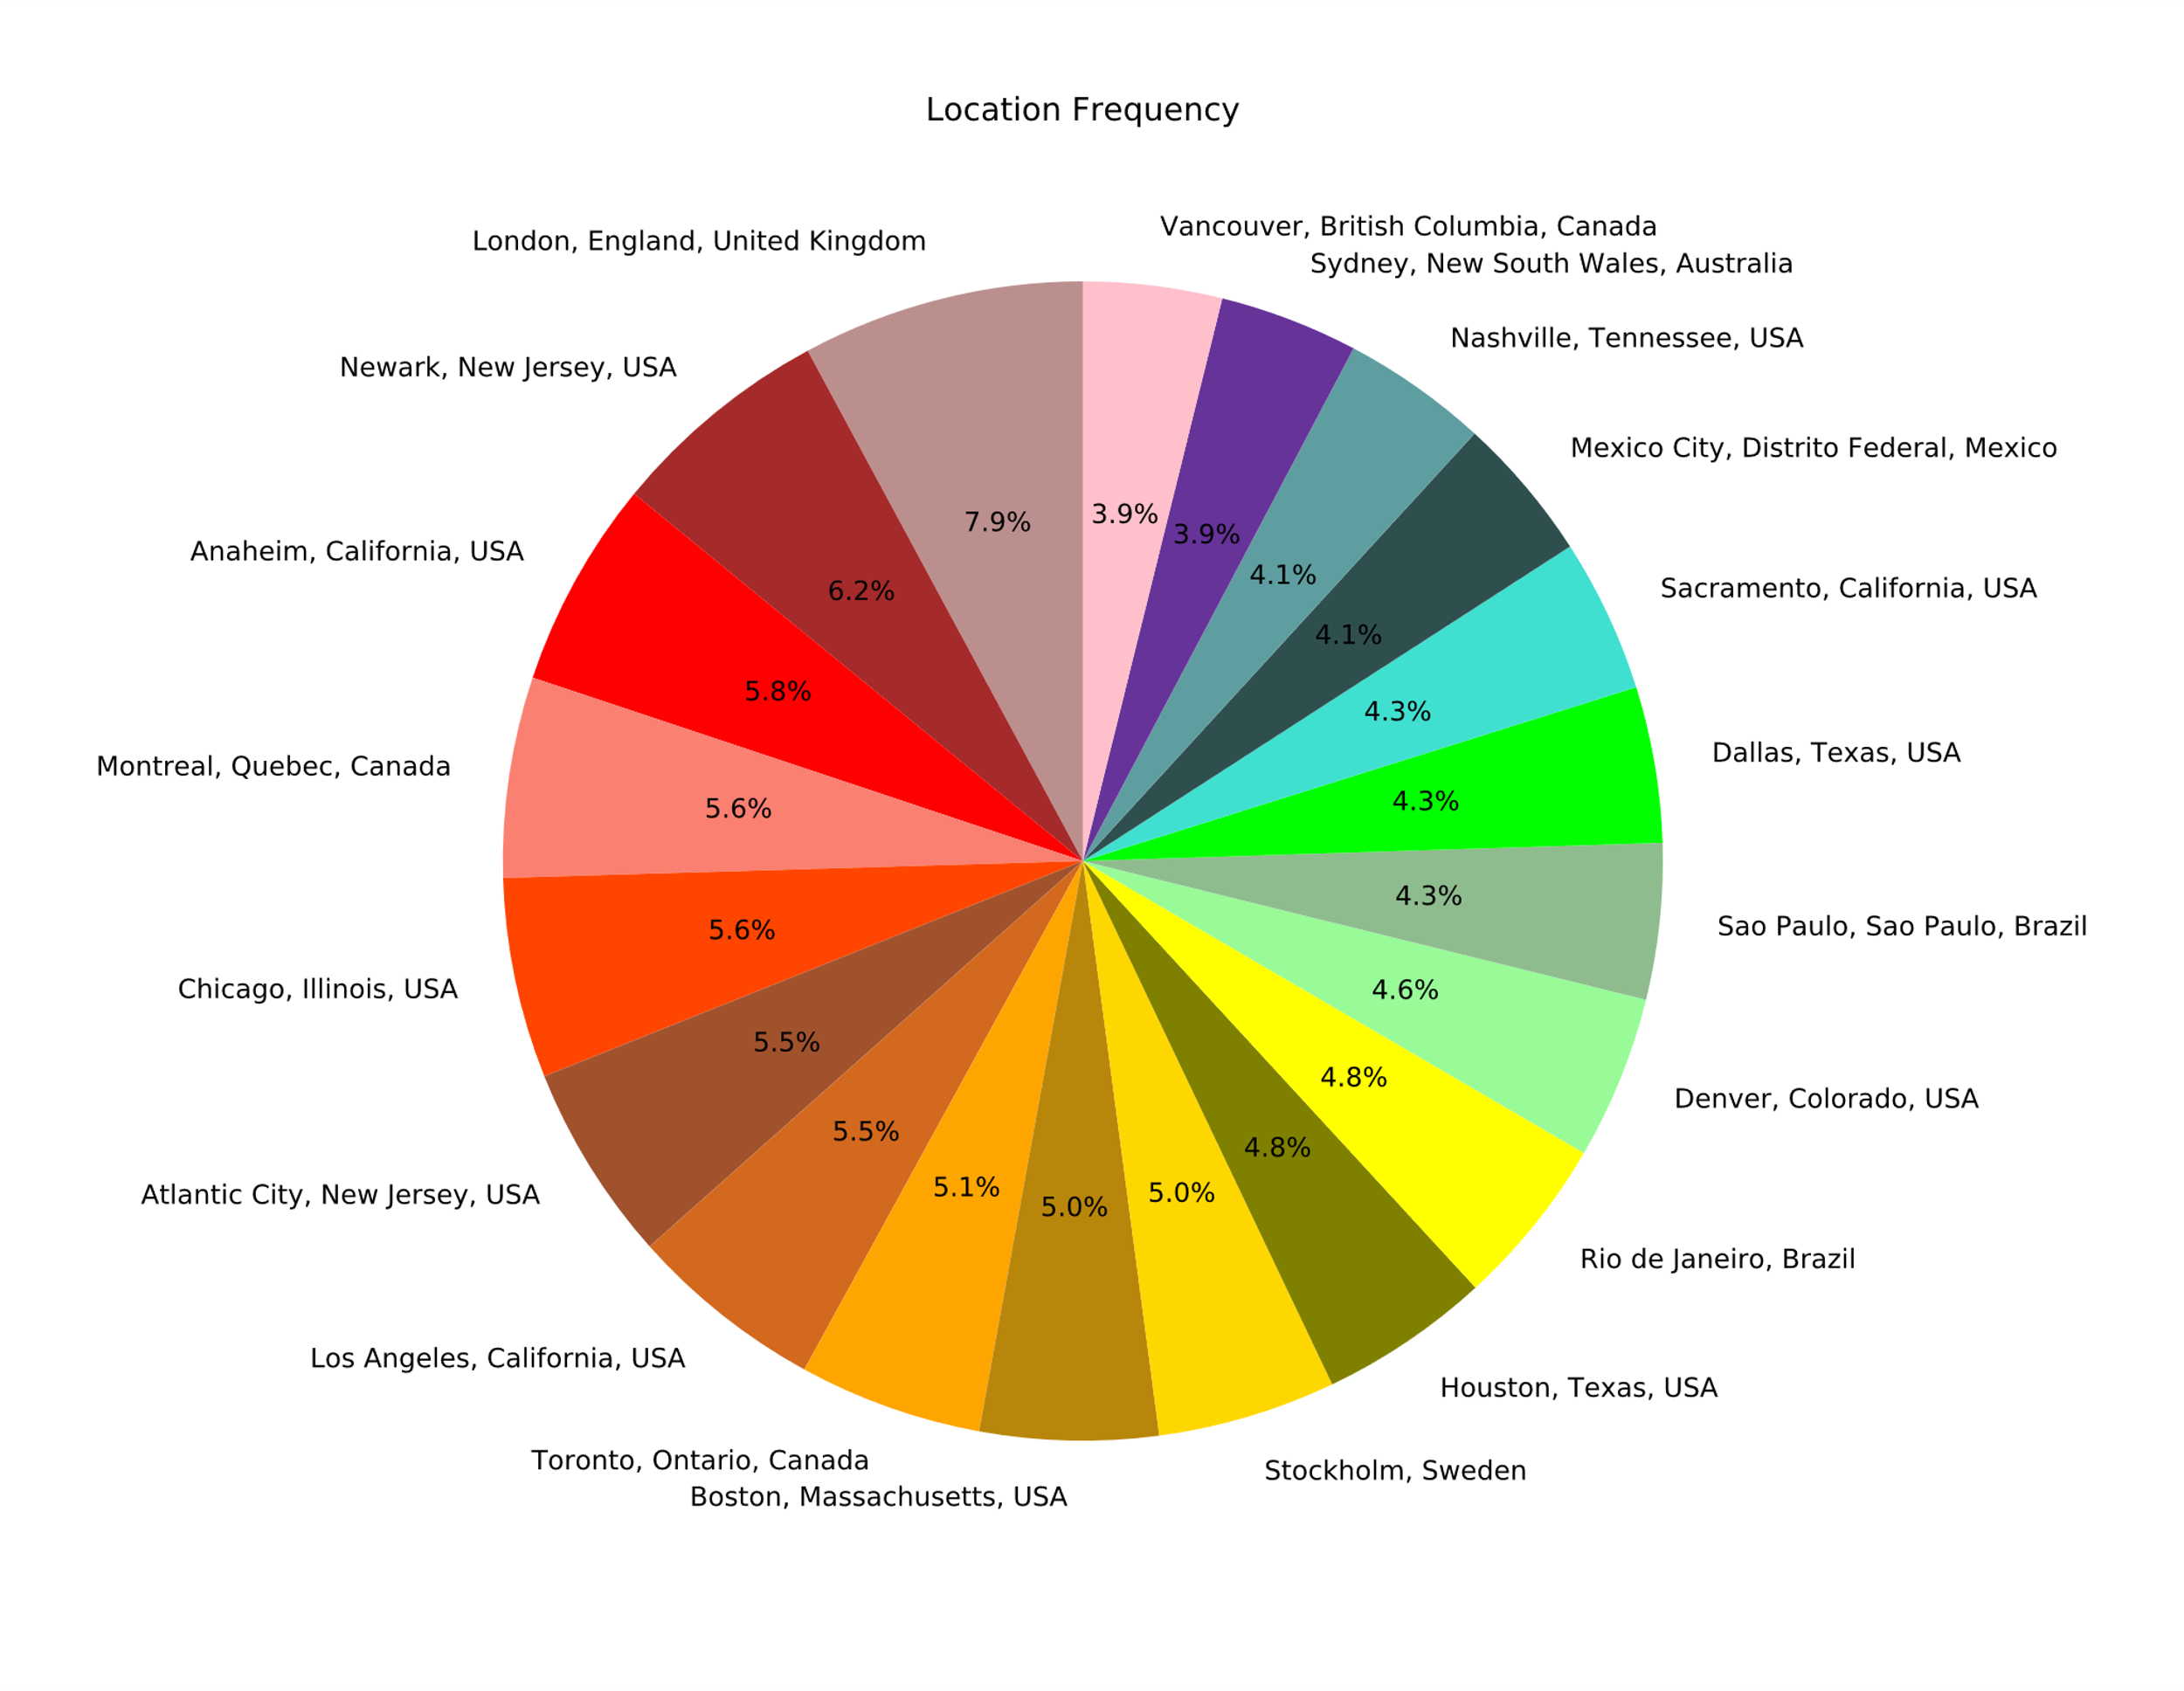 Location Frequency
Vancouver, British Columbia, Canada
London, England, United Kingdom
Sydney, New South Wales, Australia
Nashville, Tennessee, USA
Newark, New Jersey, USA
Mexico City, Distrito Federal, Mexico
7.9%
3.9%
3.9%
Anaheim, California, USA
4.1%
Sacramento, California, USA
6.2%
4.1%
5.8%
4.3%
Dallas, Texas, USA
Montreal, Quebec, Canada
4.3%
5.6%
4.3%
Sao Paulo, Sao Paulo, Brazil
5.6%
Chicago, Illinois, USA
4.6%
5.5%
4.8%
Denver, Colorado, USA
5.5%
4.8%
5.1%
5.0%
Atlantic City, New Jersey, USA
5.0%
Rio de Janeiro, Brazil
Los Angeles, California, USA
Houston, Texas, USA
Toronto, Ontario, Canada
Stockholm, Sweden
Boston, Massachusetts, USA